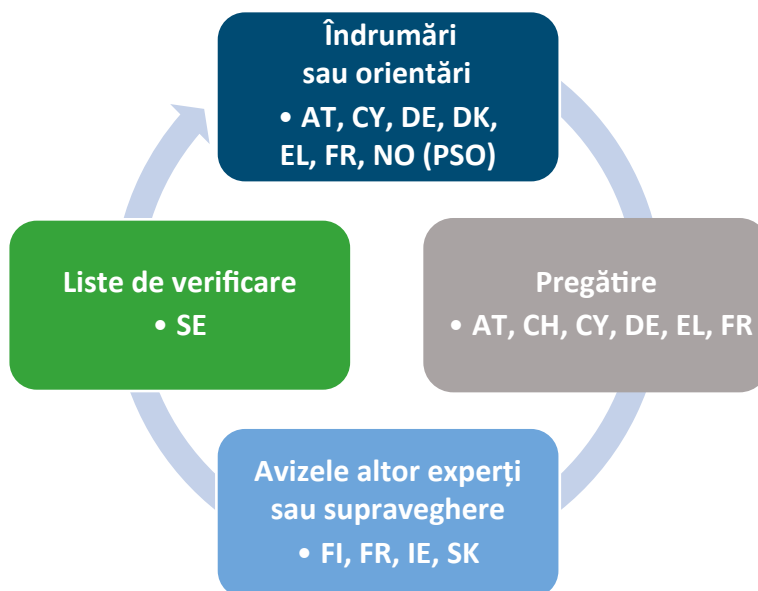 Îndrumări
sau orientări
• AT, CY, DE, DK,
EL, FR, NO (PSO)
Liste de verificare
• SE
Pregătire
• AT, CH, CY, DE, EL, FR
Avizele altor experți
sau supraveghere
• FI, FR, IE, SK